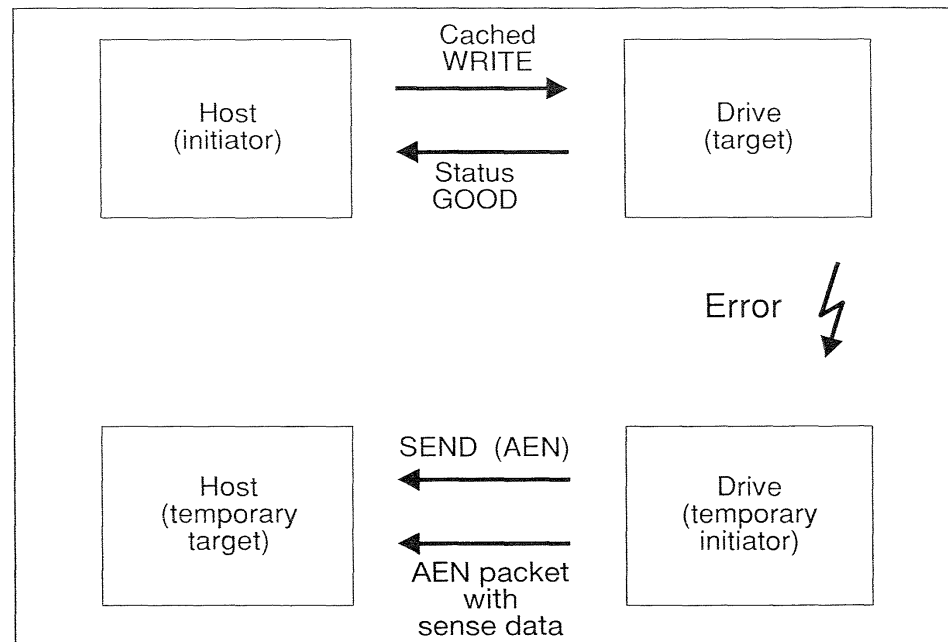 Cached
WRITE
Host
(initiator)
Drive
(target)
Status
GOOD
Error
SEND (AEN)
Host
(temporary
target)
Drive
(temporary
initiator)
AEN packet
with
sense data